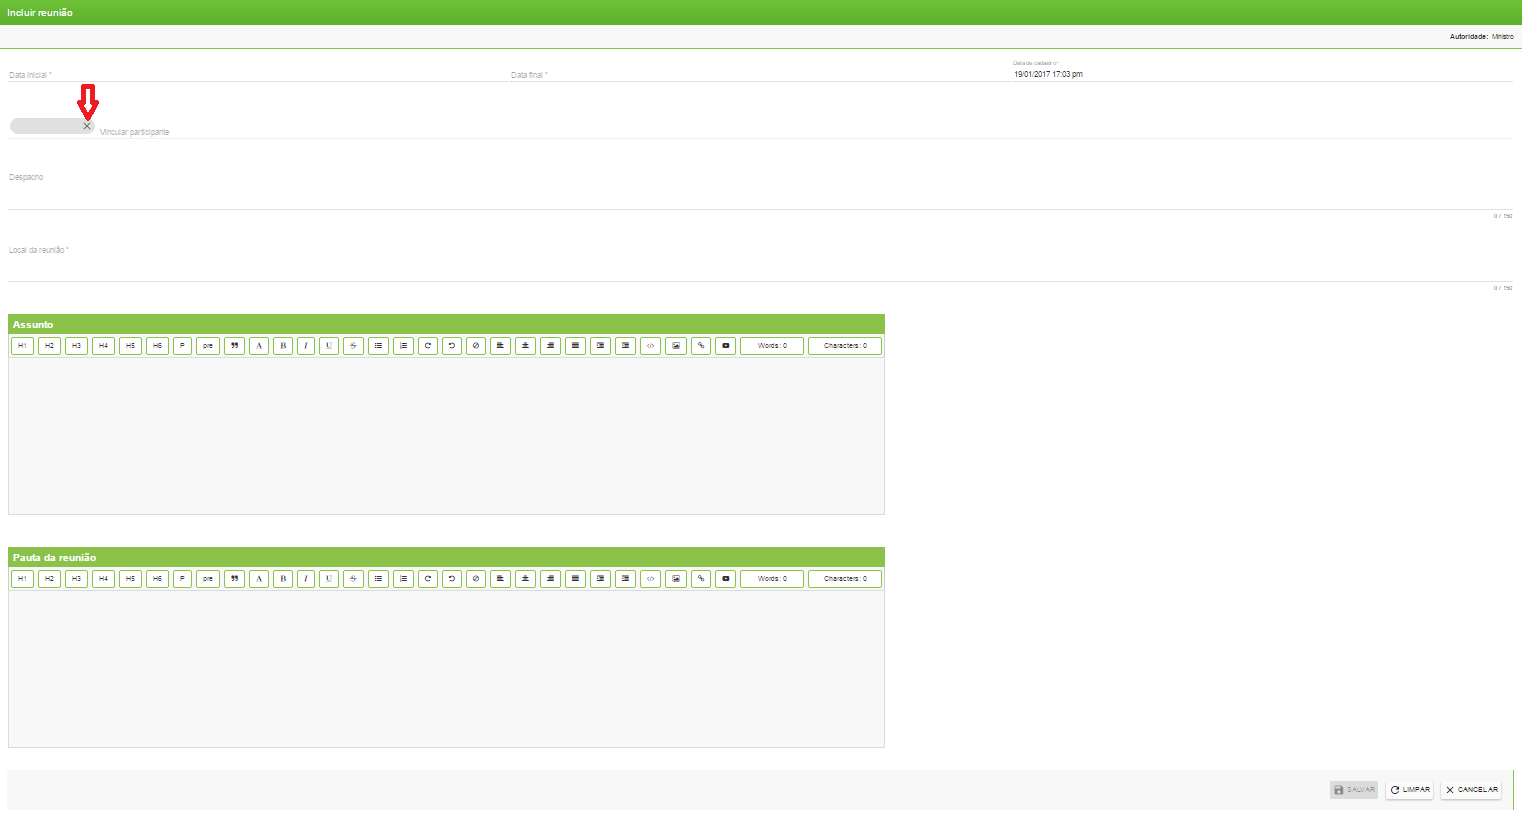 Incluir reunião
Autoridade: Ministro
Data inicial *
Data final *
Data de cadastro *
19/01/2017 17:03 pm
Vincular participante
Despacho
0 / 150
Local da reunião *
0 / 150
Assunto
H1 H2 H3 H4 H5 H6 P pre A B I U S Words: 0 Characters: 0
Pauta da reunião
H1 H2 H3 H4 H5 H6 P pre A B I U S Words: 0 Characters: 0
SALVAR LIMPAR CANCELAR